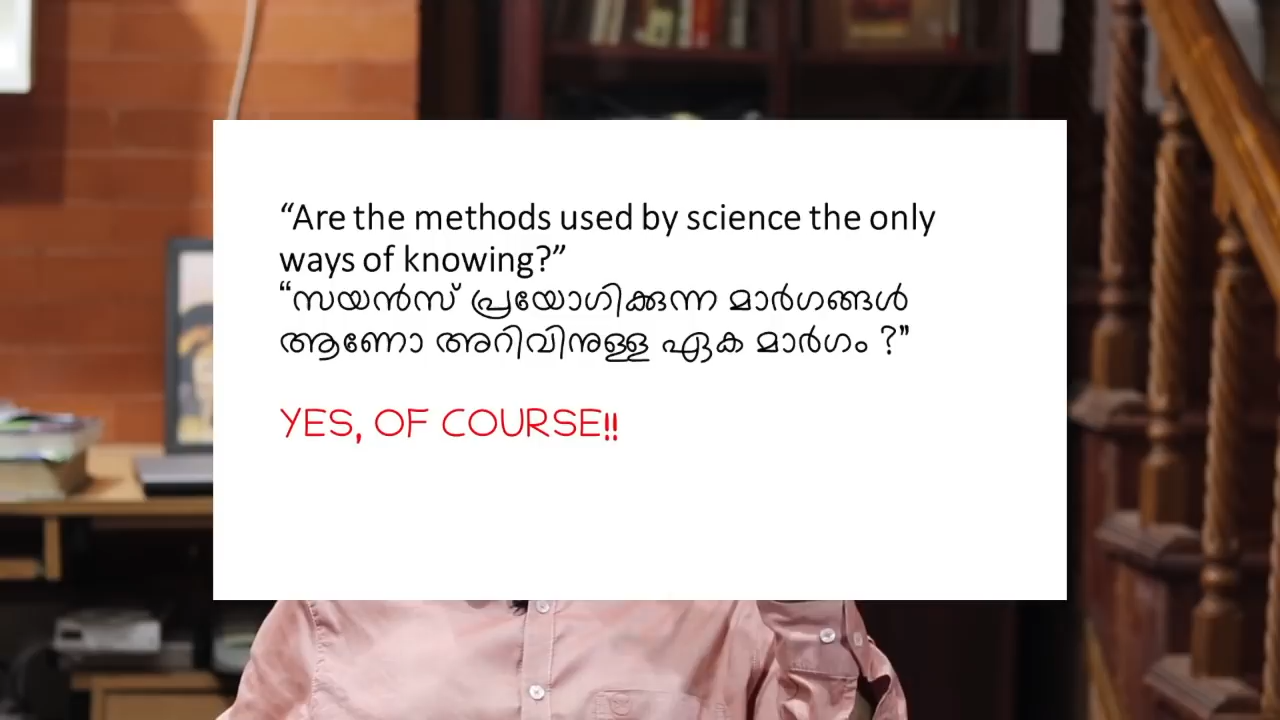 “Are the methods used by science the only
ways of knowing?”
“സയൻസ് പ്രയോഗിക്കുന്ന മാർഗങ്ങൾ
ആണോ അറിവിനുള്ള ഏക മാർഗം ?”
YES, OF COURSE!!